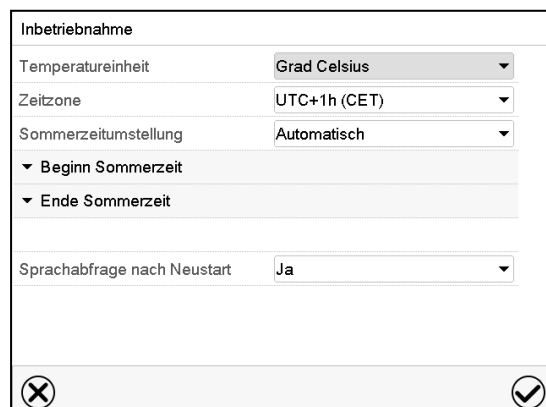 Inbetriebnahme
Temperatureinheit Grad Celsius
Zeitzone UTC+1h (CET)
Sommerzeitumstellung Automatisch
Beginn Sommerzeit
Ende Sommerzeit
Sprachabfrage nach Neustart Ja